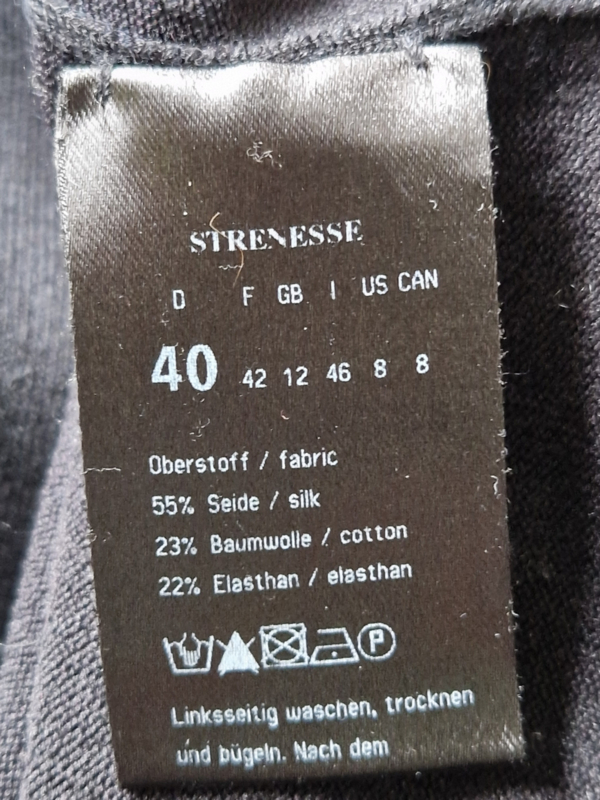 STRENESSE
D F GB I US CAN
40 42 12 46 8 8
Oberstoff / fabric
55% Seide / silk
23% Baumwolle / cotton
22% Elasthan / elasthan
P
Linksseitig waschen, trocknen
und bügeln. Nach dem